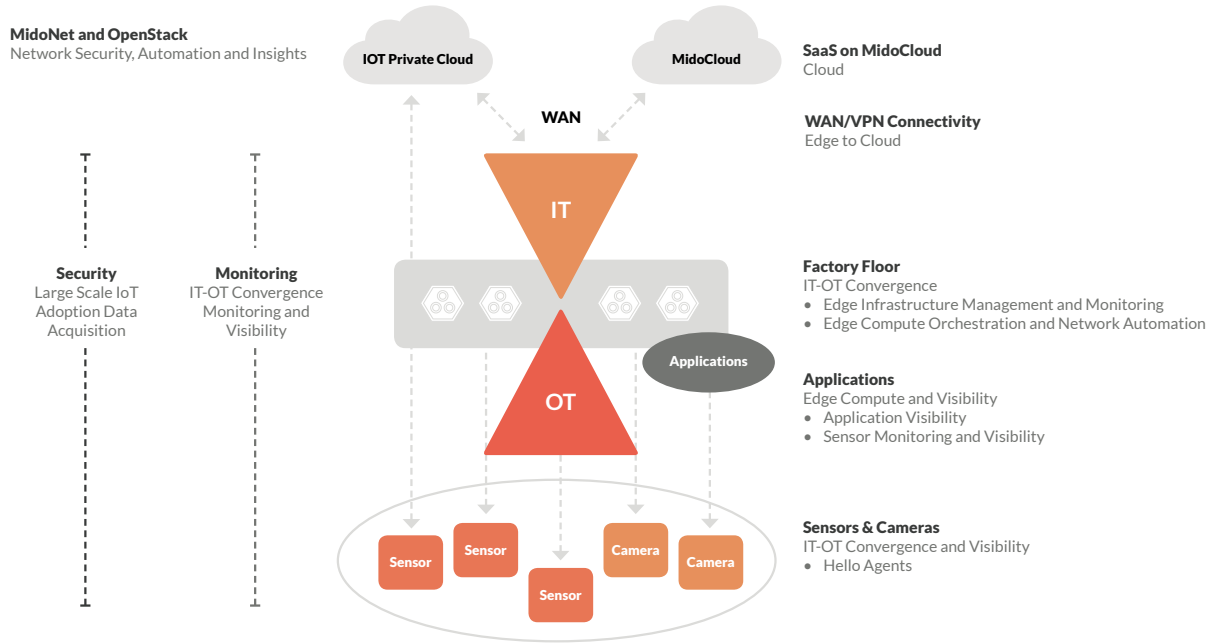 MidoNet and OpenStack
Network Security, Automation and Insights
IOT Private Cloud
MidoCloud
SaaS on MidoCloud
Cloud
WAN
WAN/VPN Connectivity
Edge to Cloud
IT
Security
Large Scale IoT
Adoption Data
Acquisition
Monitoring
IT-OT Convergence
Monitoring and
Visibility
Factory Floor
IT-OT Convergence
• Edge Infrastructure Management and Monitoring
• Edge Compute Orchestration and Network Automation
Applications
OT
Applications
Edge Compute and Visibility
• Application Visibility
• Sensor Monitoring and Visibility
Sensor
Sensor
Sensor
Camera
Camera
Sensors & Cameras
IT-OT Convergence and Visibility
• Hello Agents